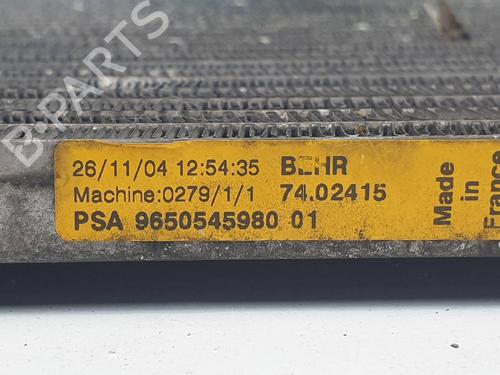 B-PARTS
26/11/04 12:54:35 BEHR
Machine:0279/1/1 74.02415
PSA 9650545980 01
Made
in
France